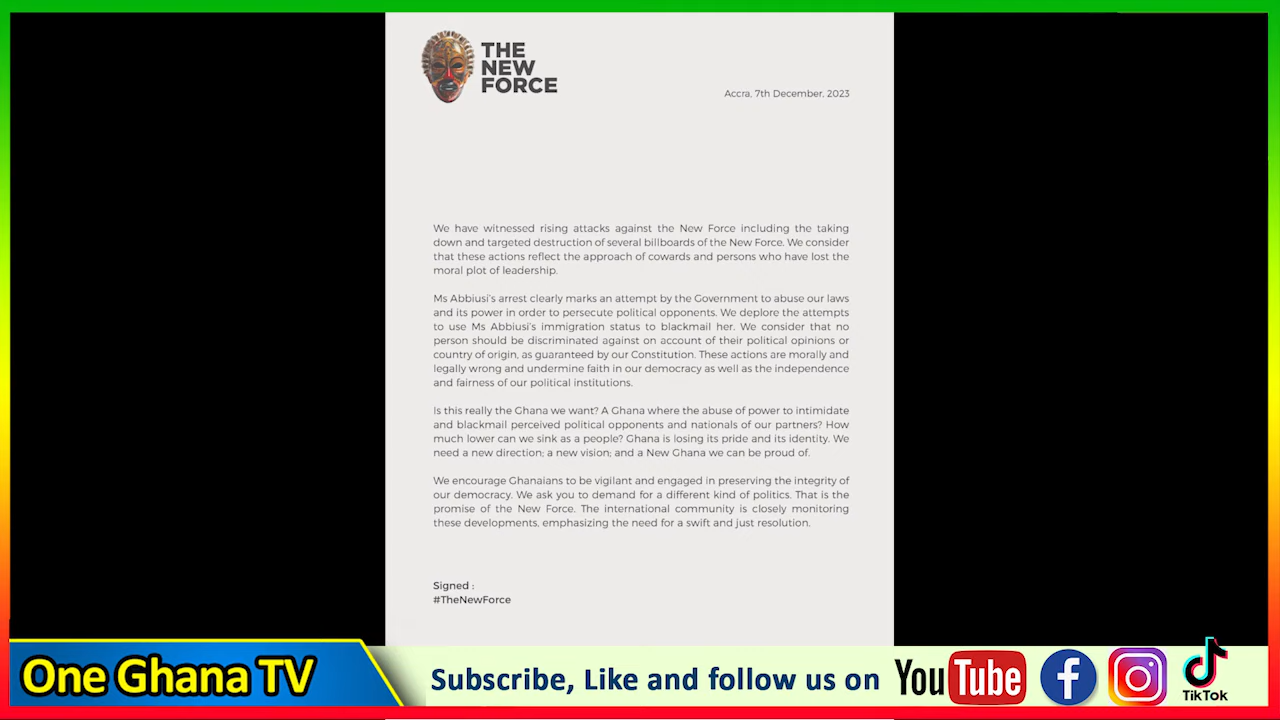 THE
NEW
FORCE
Accra, 7th December, 2023
We have witnessed rising attacks against the New Force including the taking
down and targeted destruction of several billboards of the New Force. We consider
that these actions reflect the approach of cowards and persons who have lost the
moral plot of leadership.
Ms Abbiusi's arrest clearly marks an attempt by the Government to abuse our laws
and its power in order to persecute political opponents. We deplore the attempts
to use Ms Abbiusi's immigration status to blackmail her. We consider that no
person should be discriminated against on account of their political opinions or
country of origin, as guaranteed by our Constitution. These actions are morally and
legally wrong and undermine faith in our democracy as well as the independence
and fairness of our political institutions.
Is this really the Ghana we want? A Ghana where the abuse of power to intimidate
and blackmail perceived political opponents and nationals of our partners? How
much lower can we sink as a people? Ghana is losing its pride and its identity. We
need a new direction; a new vision; and a New Ghana we can be proud of.
We encourage Ghanaians to be vigilant and engaged in preserving the integrity of
our democracy. We ask you to demand for a different kind of politics. That is the
promise of the New Force. The international community is closely monitoring
these developments, emphasizing the need for a swift and just resolution.
Signed :
#TheNewForce
One Ghana TV
Subscribe, Like and follow us on YouTube
TikTok